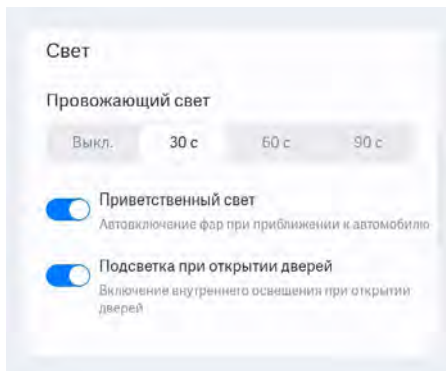 Свет
Провожающий свет
Выкл. 30 с 60 с 90 с
Приветственный свет
Автовключение фар при приближении к автомобилю
Подсветка при открытии дверей
Включение внутреннего освещения при открытии
дверей